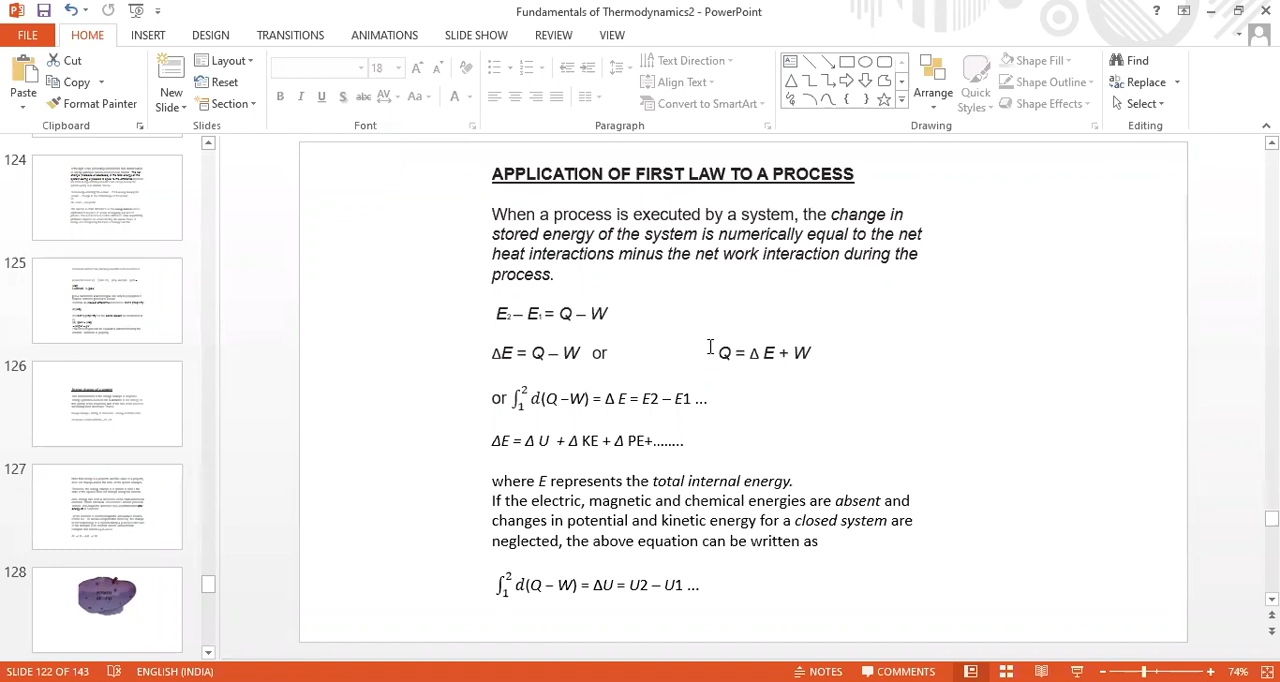 Fundamentals of Thermodynamics2 - PowerPoint
FILE HOME INSERT DESIGN TRANSITIONS ANIMATIONS SLIDE SHOW REVIEW VIEW
Paste
Cut
Copy
Format Painter
Clipboard
New Slide
Layout
Reset
Section
Slides
18
B I U S abc AV Aa A
Font
Text Direction
Align Text
Convert to SmartArt
Paragraph
Arrange
Quick Styles
Shape Fill
Shape Outline
Shape Effects
Drawing
Find
Replace
Select
Editing
124
125
126
127
128
APPLICATION OF FIRST LAW TO A PROCESS
When a process is executed by a system, the change in
stored energy of the system is numerically equal to the net
heat interactions minus the net work interaction during the
process.
E₂ – E₁ = Q – W
ΔE = Q – W or Q = Δ E + W
or ∫₁² d(Q –W) = Δ E = E2 – E1 ...
ΔE = Δ U + Δ KE + Δ PE+........
where E represents the total internal energy.
If the electric, magnetic and chemical energies are absent and
changes in potential and kinetic energy for a closed system are
neglected, the above equation can be written as
∫₁² d(Q – W) = ΔU = U2 – U1 ...
SLIDE 122 OF 143 ENGLISH (INDIA) NOTES COMMENTS 74%